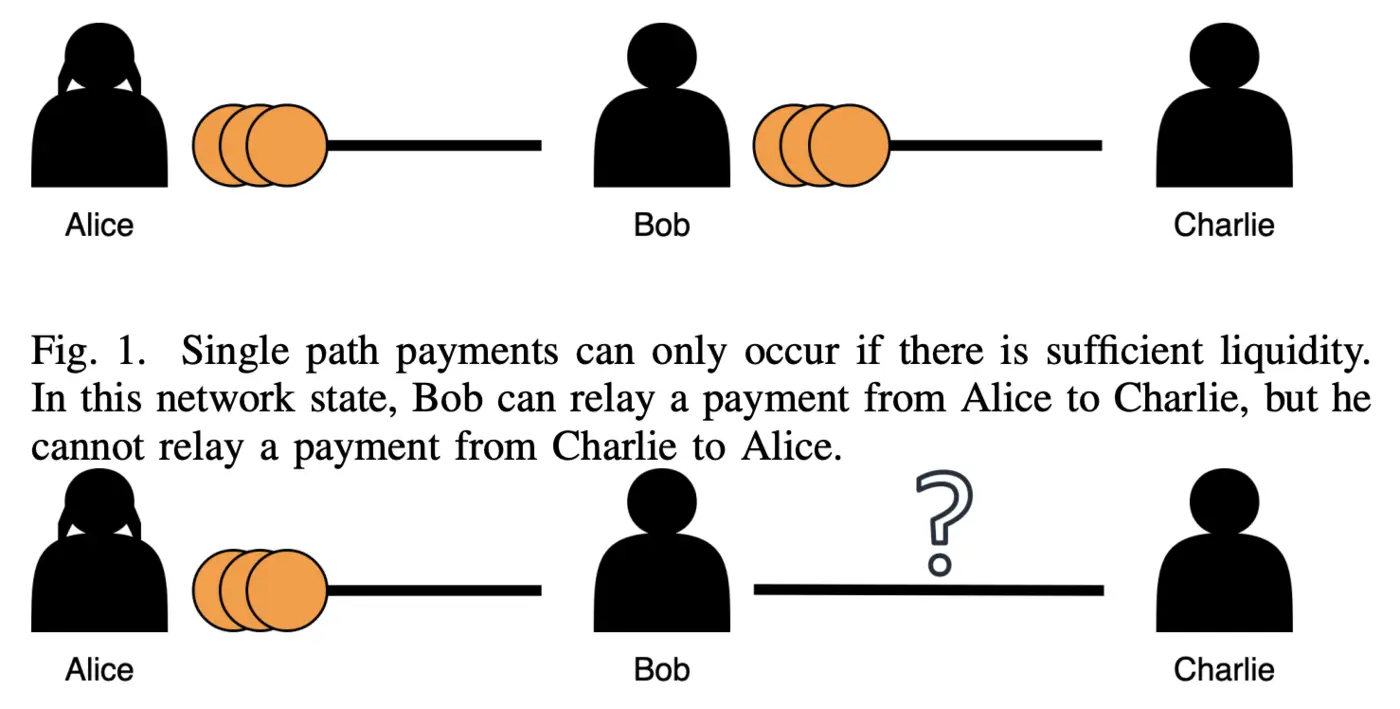 Alice Bob Charlie
Fig. 1. Single path payments can only occur if there is sufficient liquidity.
In this network state, Bob can relay a payment from Alice to Charlie, but he
cannot relay a payment from Charlie to Alice.
?
Alice Bob Charlie